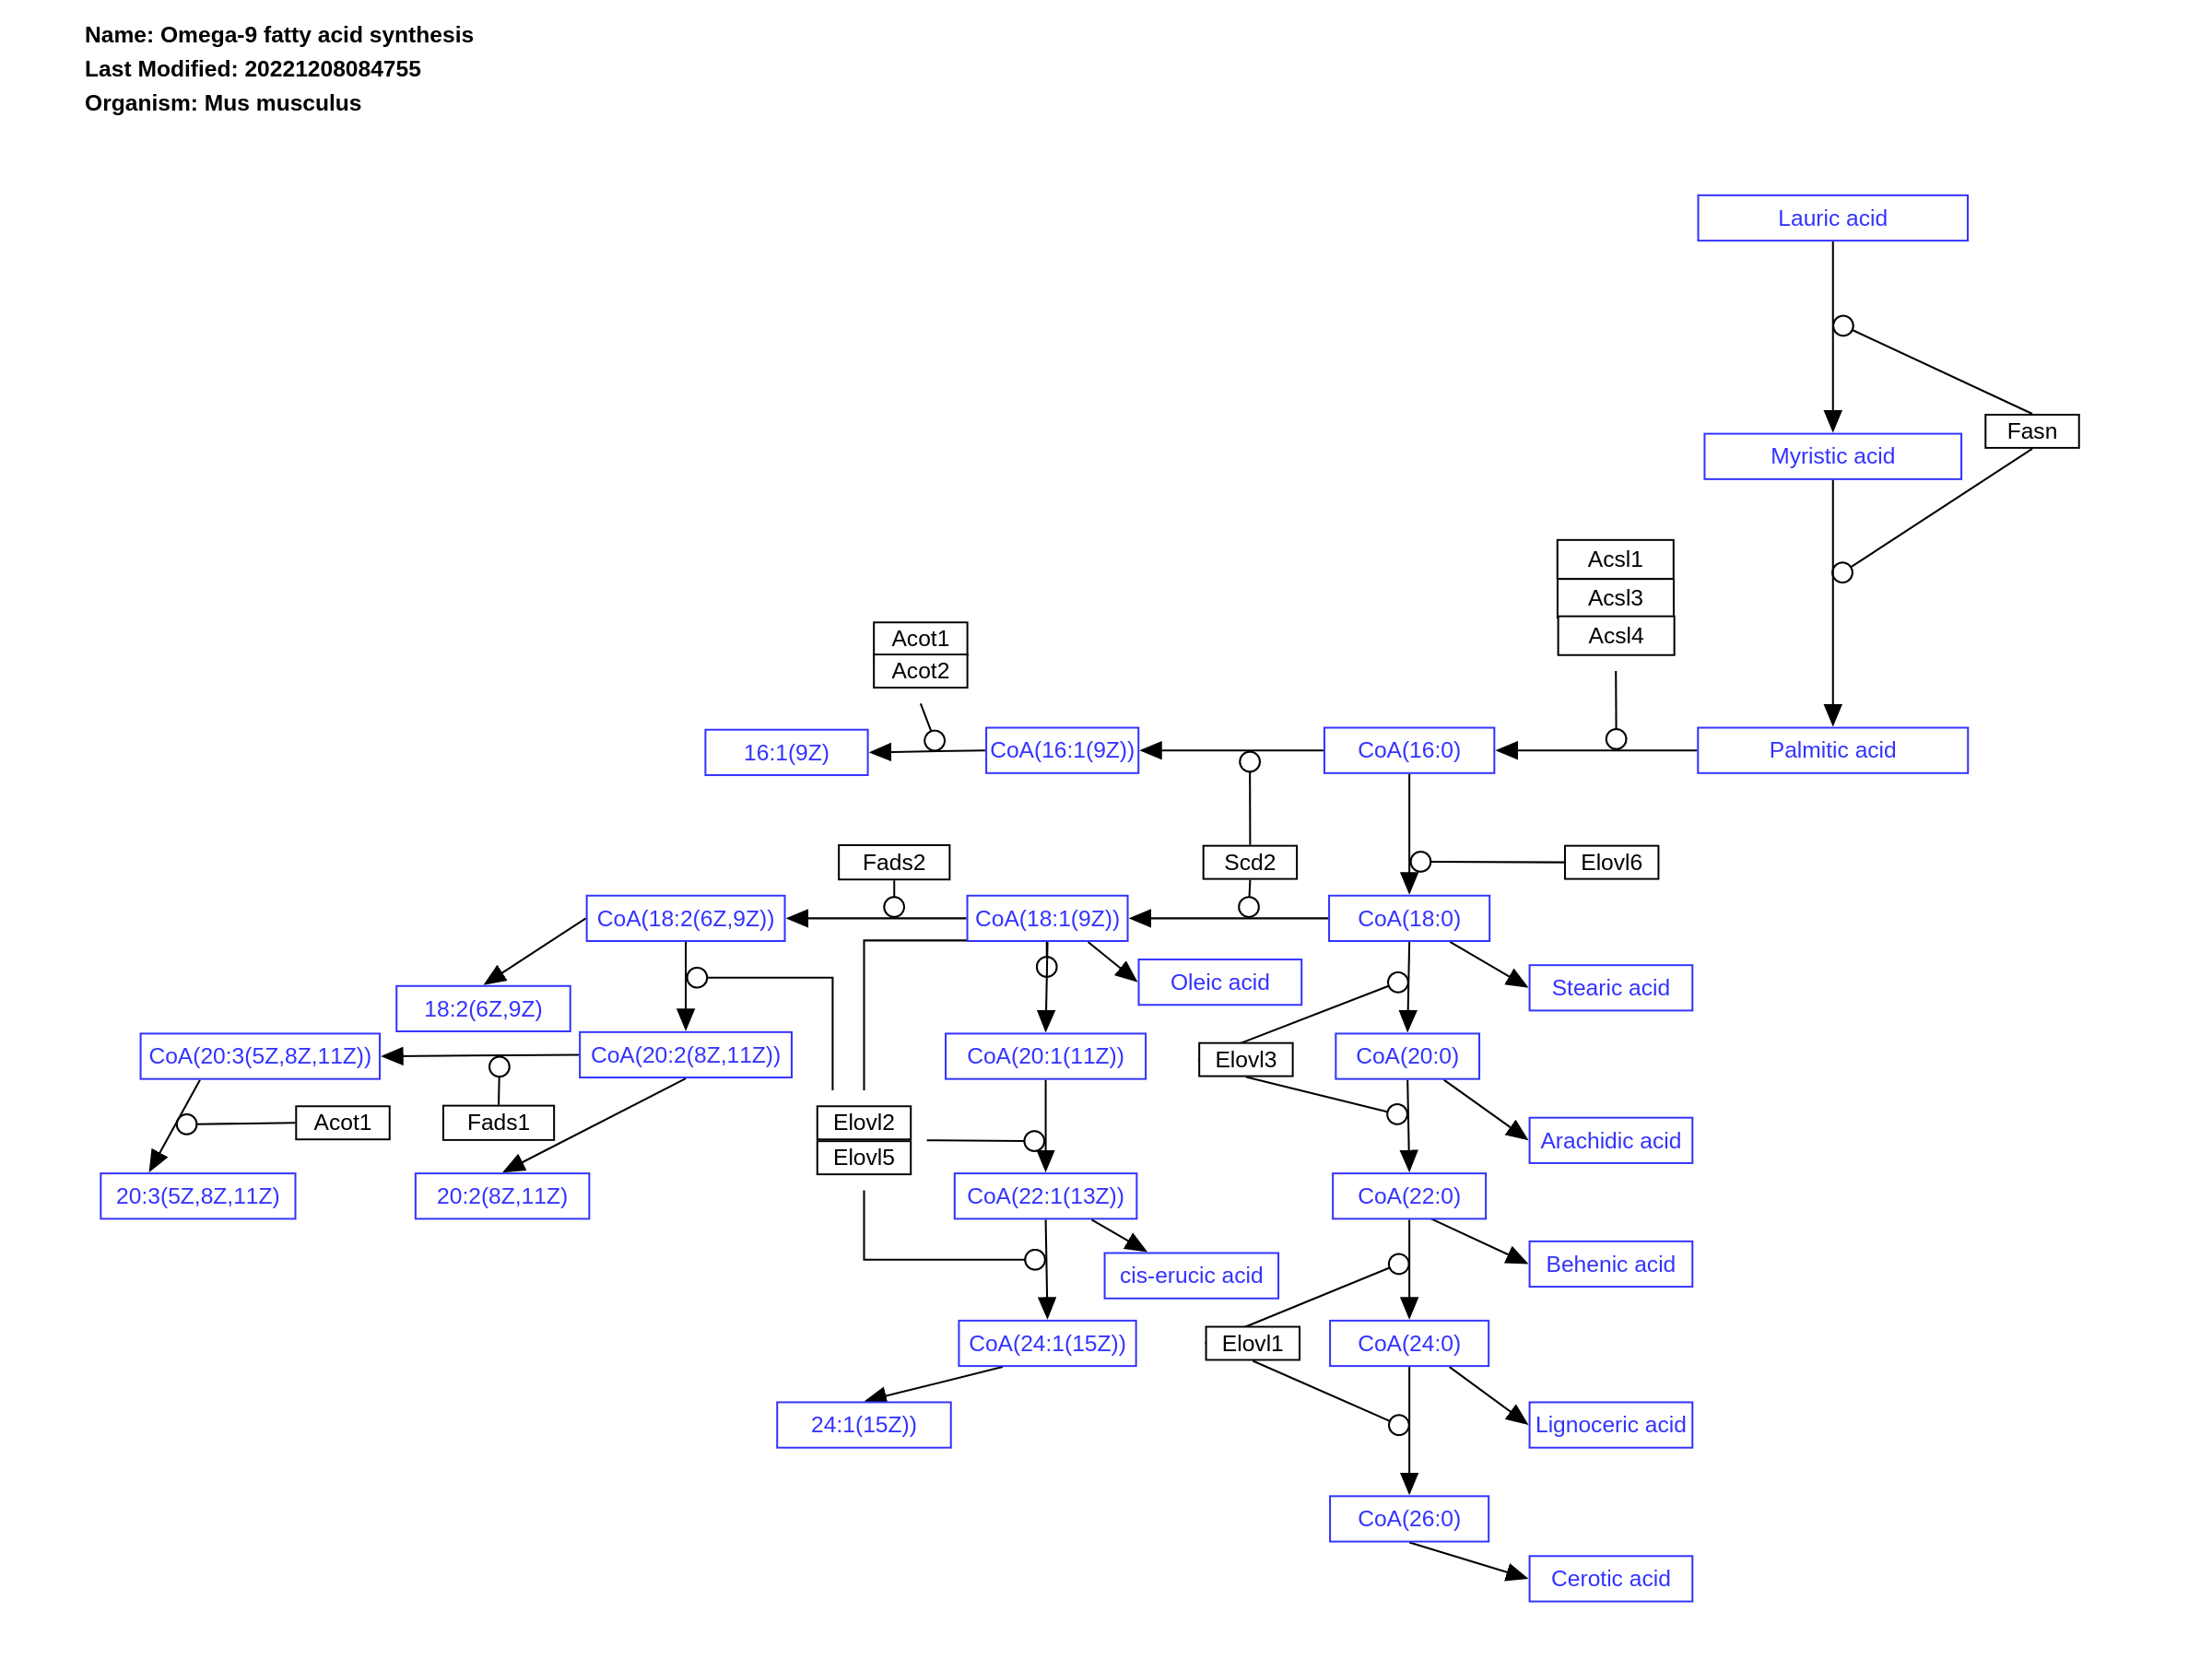 Name: Omega-9 fatty acid synthesis
Last Modified: 20221208084755
Organism: Mus musculus
Lauric acid
Fasn
Myristic acid
Acsl1
Acsl3
Acsl4
Acot1
Acot2
16:1(9Z)
CoA(16:1(9Z))
CoA(16:0)
Palmitic acid
Fads2
Scd2
Elovl6
CoA(18:2(6Z,9Z))
CoA(18:1(9Z))
CoA(18:0)
Oleic acid
Stearic acid
18:2(6Z,9Z)
CoA(20:3(5Z,8Z,11Z))
CoA(20:2(8Z,11Z))
CoA(20:1(11Z))
Elovl3
CoA(20:0)
Acot1
Fads1
Elovl2
Elovl5
Arachidic acid
20:3(5Z,8Z,11Z)
20:2(8Z,11Z)
CoA(22:1(13Z))
CoA(22:0)
cis-erucic acid
Behenic acid
CoA(24:1(15Z))
Elovl1
CoA(24:0)
24:1(15Z))
Lignoceric acid
CoA(26:0)
Cerotic acid